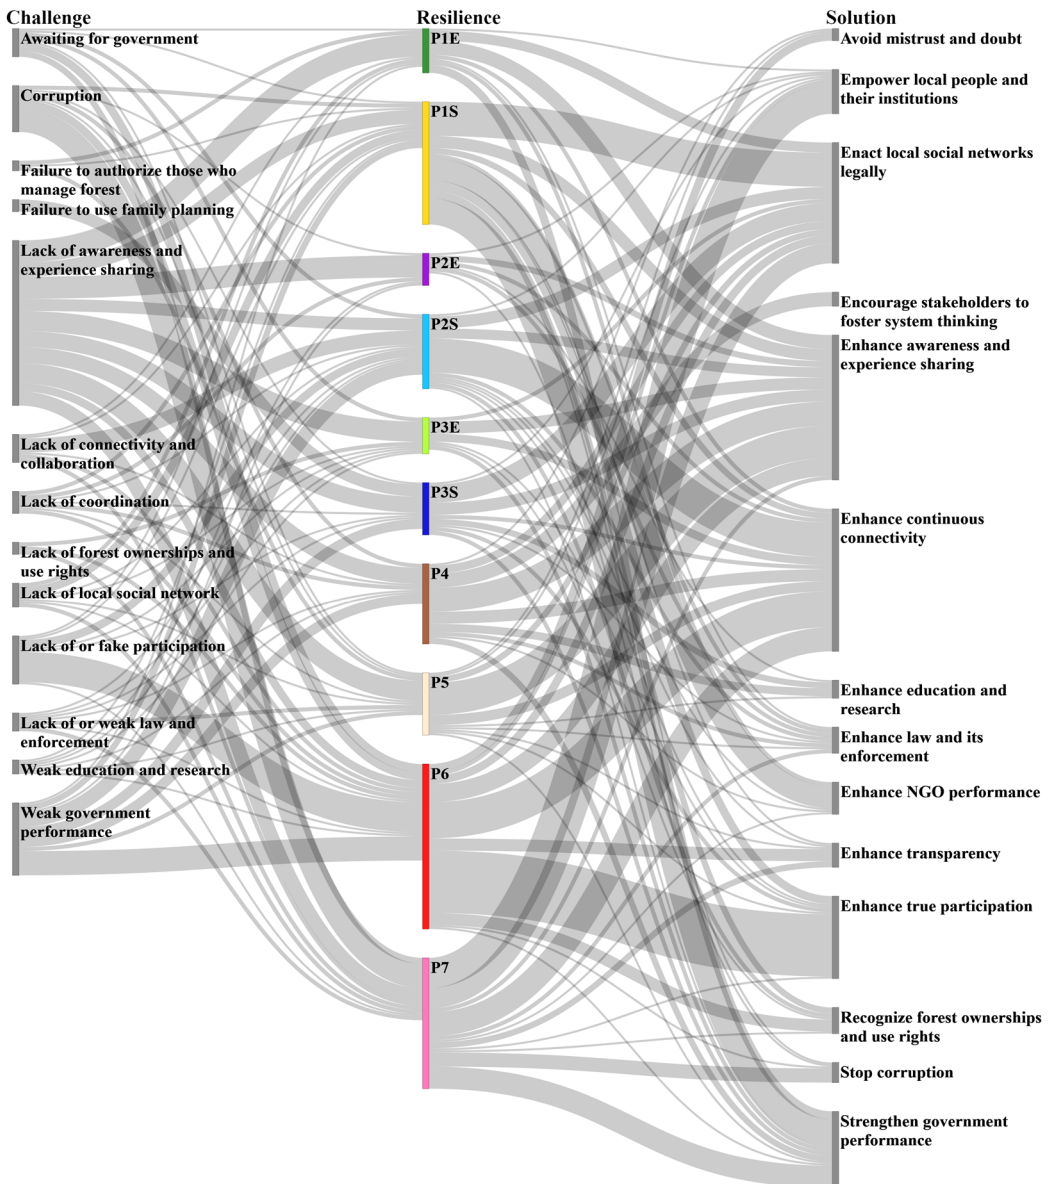 Challenge
Awaiting for government
Corruption
Failure to authorize those who
manage forest
Failure to use family planning
Lack of awareness and
experience sharing
Lack of connectivity and
collaboration
Lack of coordination
Lack of forest ownerships and
use rights
Lack of local social network
Lack of or fake participation
Lack of or weak law and
enforcement
Weak education and research
Weak government
performance
Resilience
P1E
P1S
P2E
P2S
P3E
P3S
P4
P5
P6
P7
Solution
Avoid mistrust and doubt
Empower local people and
their institutions
Enact local social networks
legally
Encourage stakeholders to
foster system thinking
Enhance awareness and
experience sharing
Enhance continuous
connectivity
Enhance education and
research
Enhance law and its
enforcement
Enhance NGO performance
Enhance transparency
Enhance true participation
Recognize forest ownerships
and use rights
Stop corruption
Strengthen government
performance